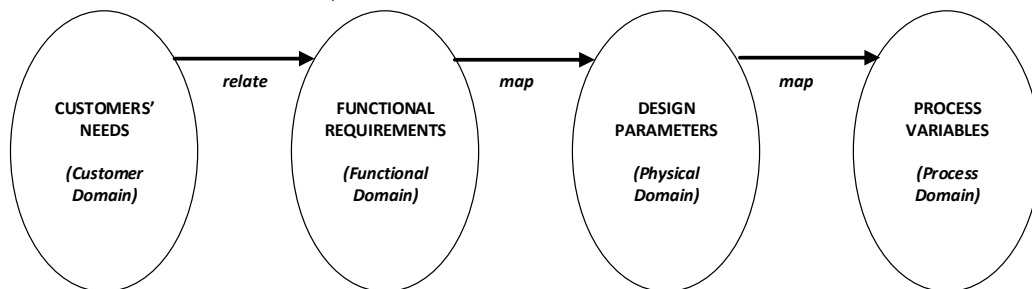 CUSTOMERS'
NEEDS
(Customer
Domain)
relate
FUNCTIONAL
REQUIREMENTS
(Functional
Domain)
map
DESIGN
PARAMETERS
(Physical
Domain)
map
PROCESS
VARIABLES
(Process
Domain)